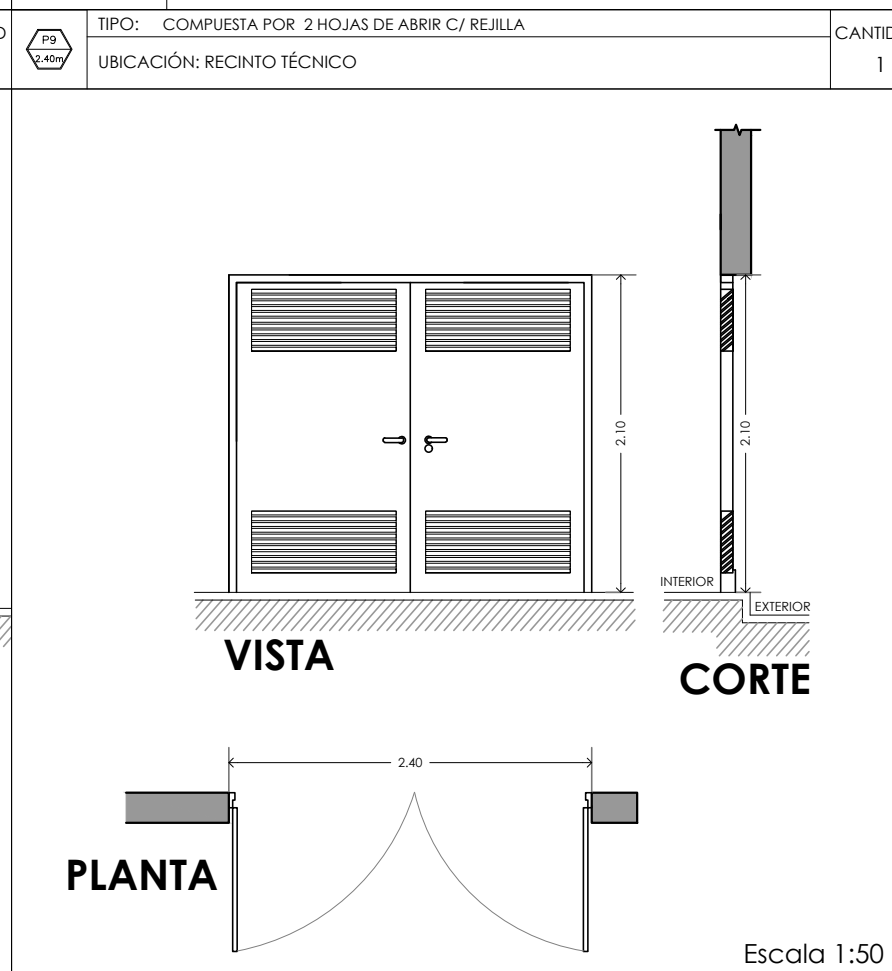 P9
2.40m
TIPO: COMPUESTA POR 2 HOJAS DE ABRIR C/ REJILLA
UBICACIÓN: RECINTO TÉCNICO
1
2.10
2.10
INTERIOR
EXTERIOR
VISTA
CORTE
2.40
PLANTA
Escala 1:50